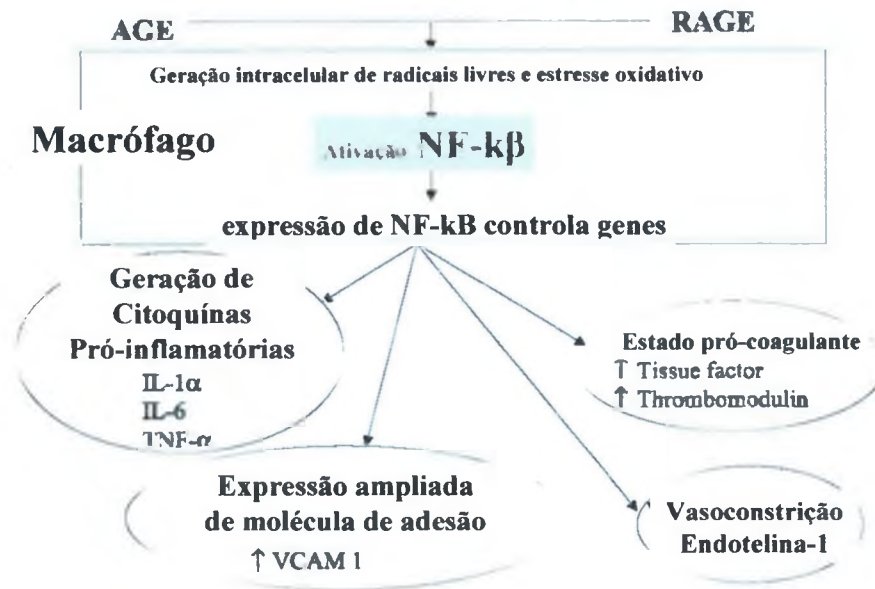 AGE
RAGE
Geração intracelular de radicais livres e estresse oxidativo
Macrófago
Ativação NF-kβ
expressão de NF-kB controla genes
Geração de
Citoquínas
Pró-inflamatórias
IL-1α
IL-6
TNF-α
Estado pró-coagulante
↑ Tissue factor
↑ Thrombomodulin
Expressão ampliada
de molécula de adesão
↑ VCAM 1
Vasoconstrição
Endotelina-1